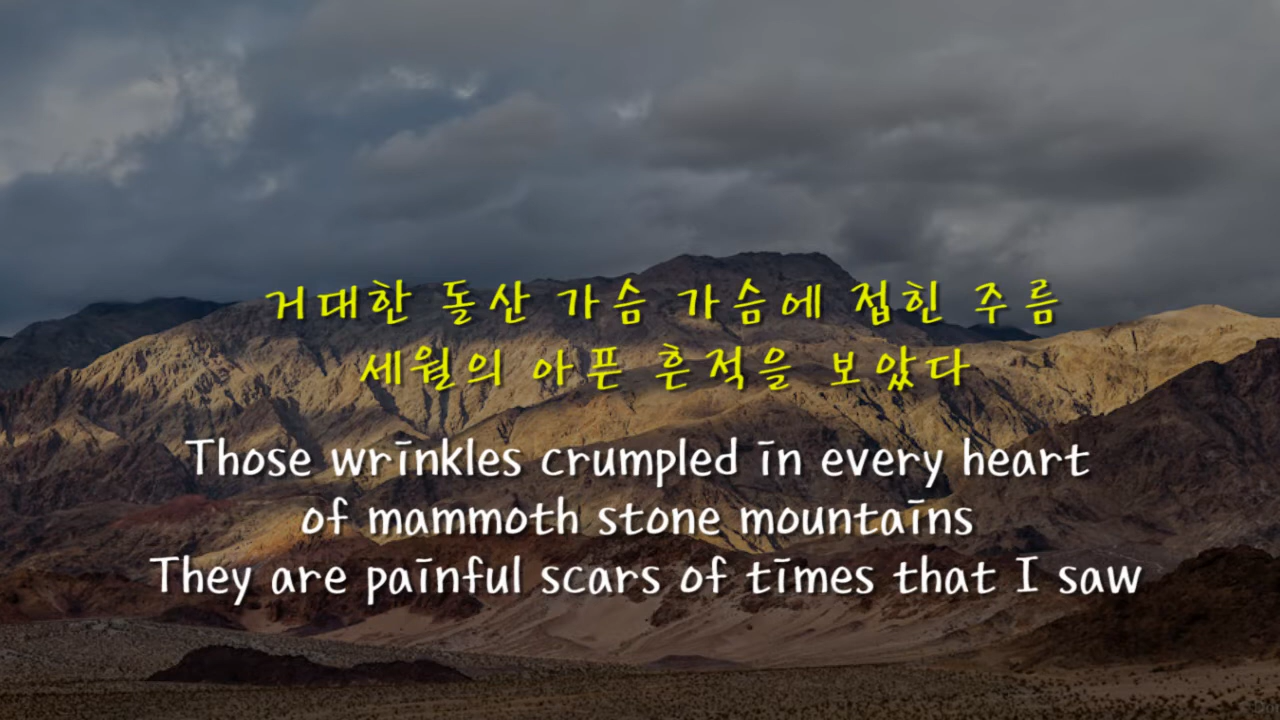 거대한 돌산 가슴 가슴에 접힌 주름
세월의 아픈 흔적을 보았다
Those wrinkles crumpled in every heart
of mammoth stone mountains
They are painful scars of times that I saw